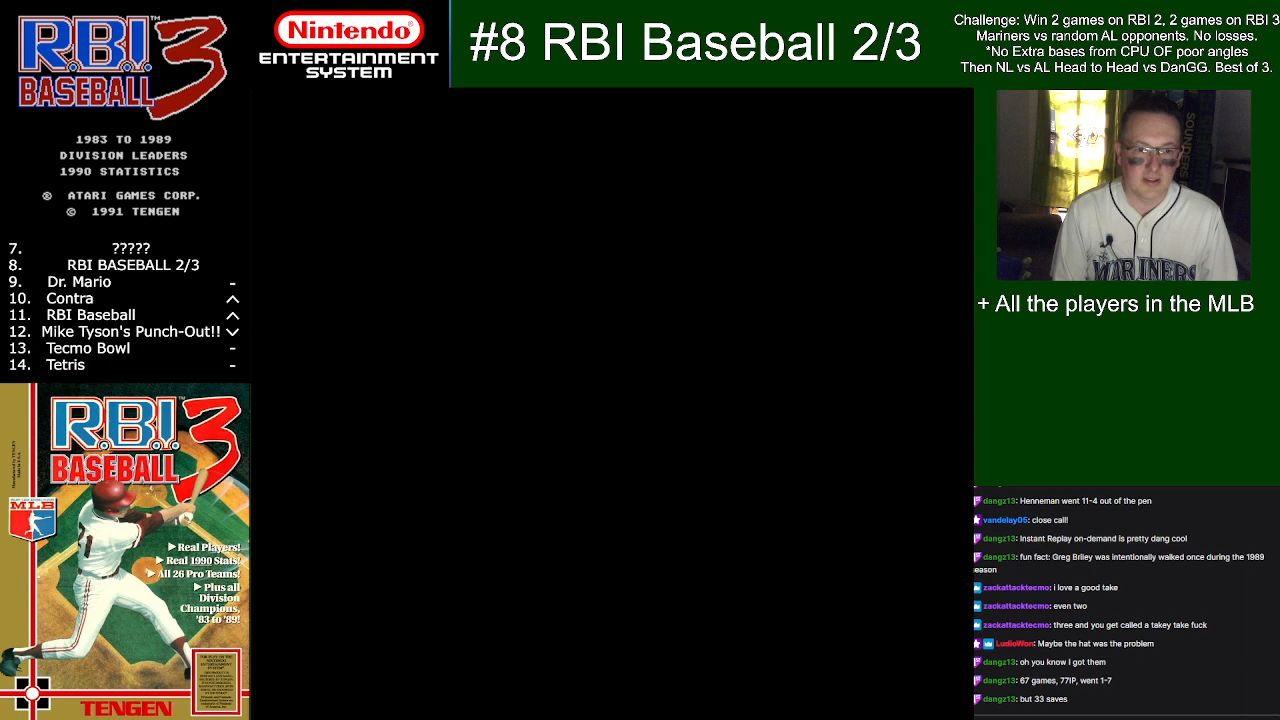 R.B.I. 3™
BASEBALL
1983 TO 1989
DIVISION LEADERS
1990 STATISTICS
® ATARI GAMES CORP.
© 1991 TENGEN
Nintendo®
ENTERTAINMENT
SYSTEM
#8 RBI Baseball 2/3
Challenge: Win 2 games on RBI 2, 2 games on RBI 3
Mariners vs random AL opponents. No losses.
*No Extra bases from CPU OF poor angles
Then NL vs AL Head to Head vs DanGG. Best of 3.
SOUNDERS
MARINERS
+ All the players in the MLB
7. ?????
8. RBI BASEBALL 2/3
9. Dr. Mario -
10. Contra ^
11. RBI Baseball ^
12. Mike Tyson's Punch-Out!! v
13. Tecmo Bowl -
14. Tetris -
R.B.I. 3™
BASEBALL
MLB
21
▶ Real Players!
▶ Real 1990 Stats!
▶ All 26 Pro Teams!
▶ Plus all
Division
Champions,
'83 to '89!
TENGEN
dangz13: Henneman went 11-4 out of the pen
vandelay05: close call!
dangz13: Instant Replay on-demand is pretty dang cool
dangz13: fun fact: Greg Briley was intentionally walked once during the 1989
eason
zackattacktecmo: i love a good take
zackattacktecmo: even two
zackattacktecmo: three and you get called a takey take fuck
LudioWon: Maybe the hat was the problem
dangz13: oh you know I got them
dangz13: 67 games, 77IP, went 1-7
dangz13: but 33 saves